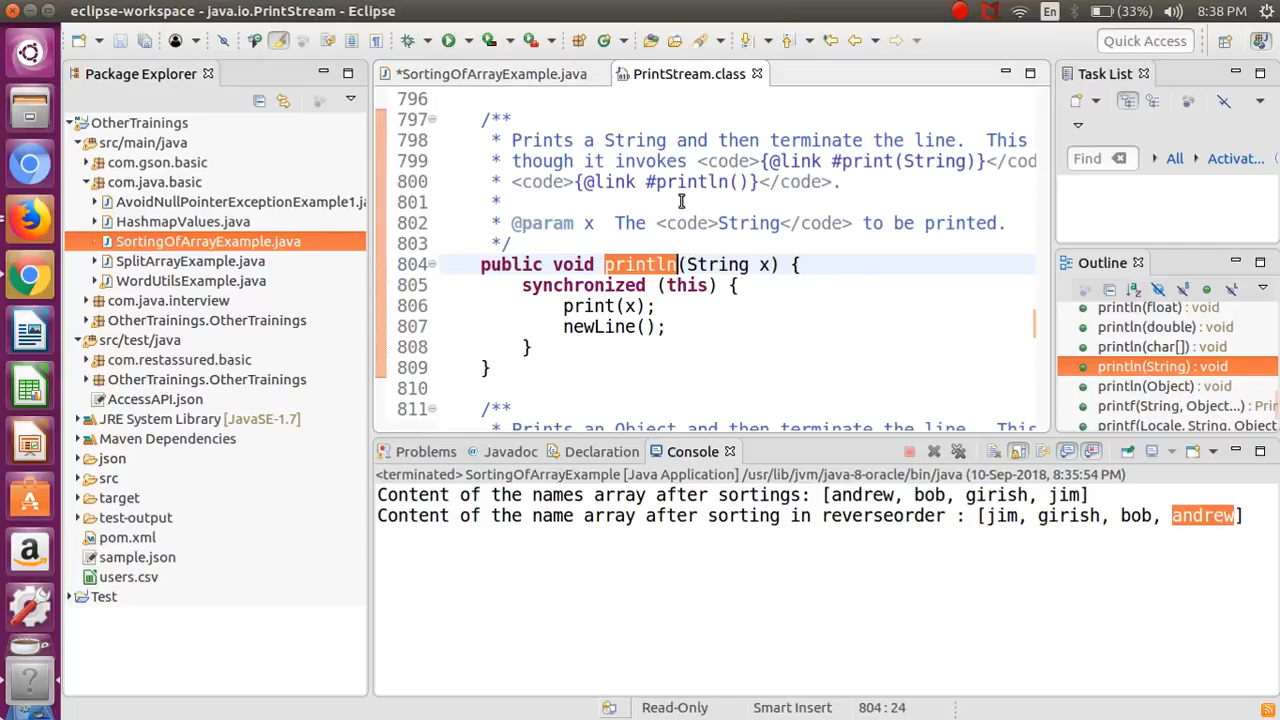 eclipse-workspace - java.io.PrintStream - Eclipse
En
(33%)
8:38 PM
Quick Access
Package Explorer
OtherTrainings
src/main/java
com.gson.basic
com.java.basic
AvoidNullPointerExceptionExample1.ja
HashmapValues.java
SortingOfArrayExample.java
SplitArrayExample.java
WordUtilsExample.java
com.java.interview
OtherTrainings.OtherTrainings
src/test/java
com.restassured.basic
OtherTrainings.OtherTrainings
AccessAPI.json
JRE System Library [JavaSE-1.7]
Maven Dependencies
json
src
target
test-output
pom.xml
sample.json
users.csv
Test
*SortingOfArrayExample.java
PrintStream.class
796
797 /**
798 * Prints a String and then terminate the line.  This
799 * though it invokes <code>{@link #print(String)}</cod
800 * <code>{@link #println()}</code>.
801 *
802 * @param x  The <code>String</code> to be printed.
803 */
804 public void println(String x) {
805 synchronized (this) {
806 print(x);
807 newLine();
808 }
809 }
810
811 /**
* Prints an Object and then terminate the line.  This
Task List
Find
All
Activat...
Outline
println(float) : void
println(double) : void
println(char[]) : void
println(String) : void
println(Object) : void
printf(String, Object...) : Prin
printf(Locale, String, Object
Problems
Javadoc
Declaration
Console
<terminated> SortingOfArrayExample [Java Application] /usr/lib/jvm/java-8-oracle/bin/java (10-Sep-2018, 8:35:54 PM)
Content of the names array after sortings: [andrew, bob, girish, jim]
Content of the name array after sorting in reverseorder : [jim, girish, bob, andrew]
Read-Only
Smart Insert
804 : 24